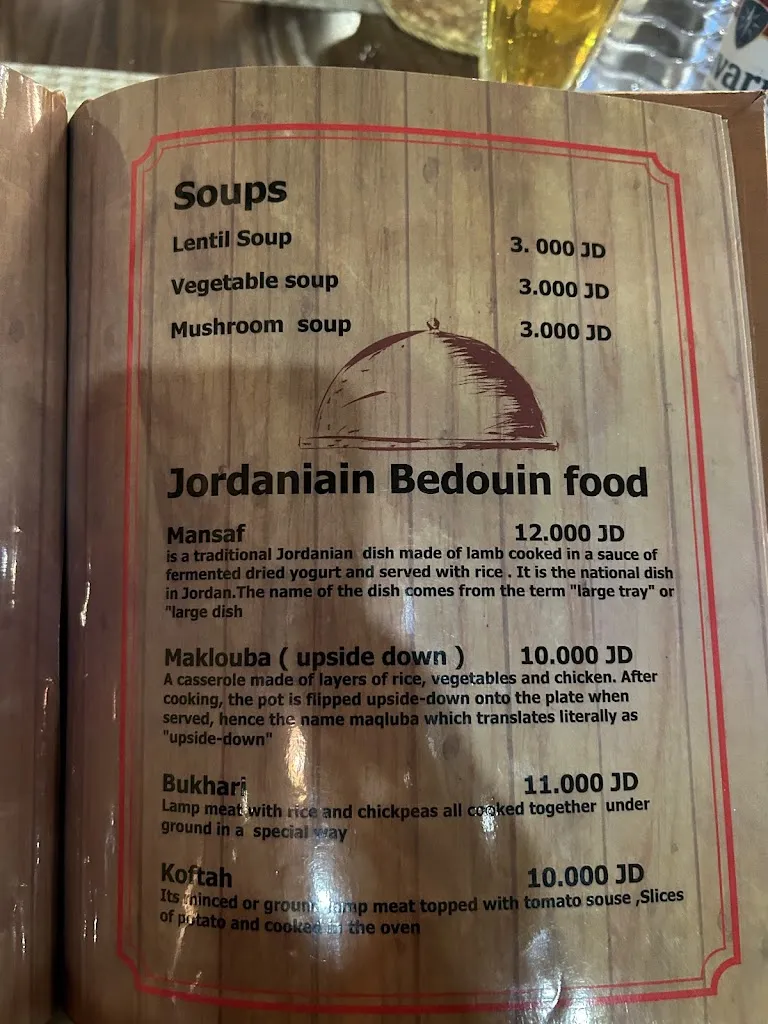 Soups
Lentil Soup 3. 000 JD
Vegetable soup 3.000 JD
Mushroom soup 3.000 JD
Jordaniain Bedouin food
Mansaf 12.000 JD
is a traditional Jordanian dish made of lamb cooked in a sauce of
fermented dried yogurt and served with rice . It is the national dish
in Jordan.The name of the dish comes from the term "large tray" or
"large dish
Maklouba ( upside down ) 10.000 JD
A casserole made of layers of rice, vegetables and chicken. After
cooking, the pot is flipped upside-down onto the plate when
served, hence the name maqluba which translates literally as
"upside-down"
Bukhari 11.000 JD
Lamp meat with rice and chickpeas all cooked together under
ground in a special way
Koftah 10.000 JD
Its minced or ground lamp meat topped with tomato souse ,Slices
of potato and cooked in the oven